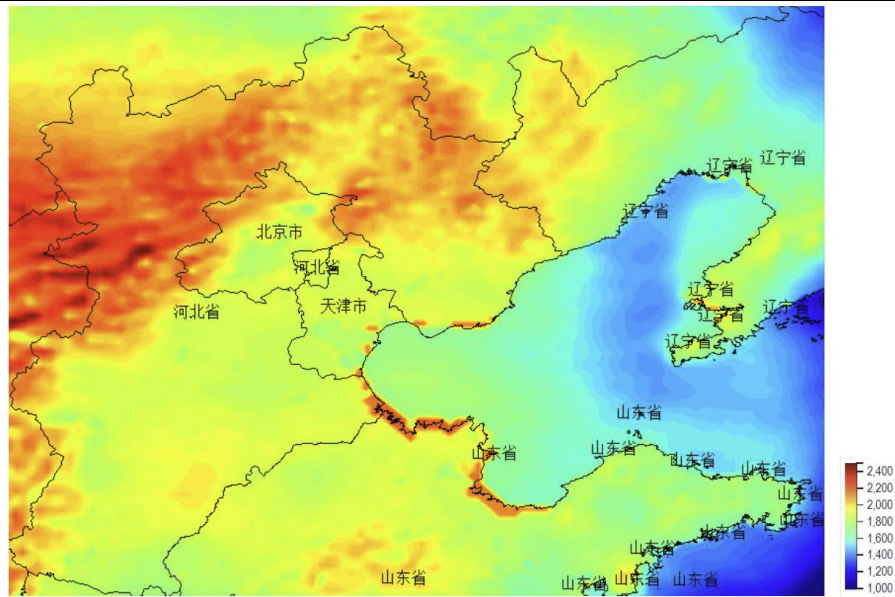 辽宁省
辽宁省
辽宁省
北京市
河北省
辽宁省
天津市
辽宁省
河北省
辽宁省
辽宁省
山东省
山东省
山东省
山东省
山东省
山东省
山东省
山东省
山东省
山东省
山东省
山东省
山东省
2,400
2,200
2,000
1,800
1,600
1,400
1,200
1,000